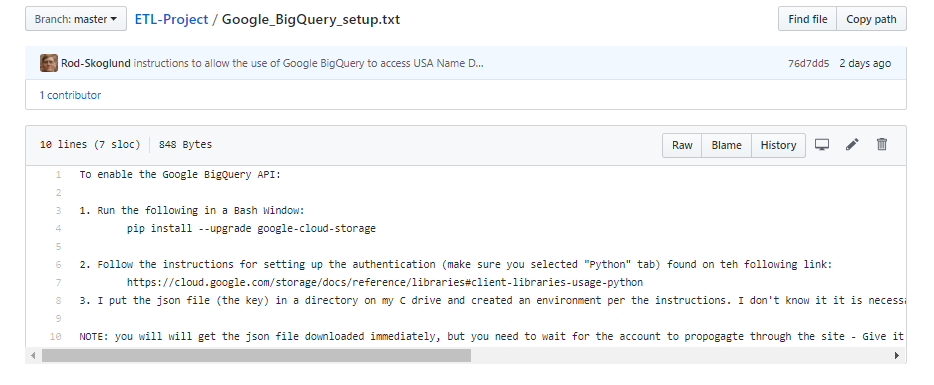 Branch: master ETL-Project / Google_BigQuery_setup.txt Find file Copy path
Rod-Skoglund instructions to allow the use of Google BigQuery to access USA Name D... 76d7dd5 2 days ago
1 contributor
10 lines (7 sloc) 848 Bytes Raw Blame History
1 To enable the Google BigQuery API:
2
3 1. Run the following in a Bash Window:
4 pip install --upgrade google-cloud-storage
5
6 2. Follow the instructions for setting up the authentication (make sure you selected "Python" tab) found on teh following link:
7 https://cloud.google.com/storage/docs/reference/libraries#client-libraries-usage-python
8 3. I put the json file (the key) in a directory on my C drive and created an environment per the instructions. I don't know it it is necessa
9
10 NOTE: you will will get the json file downloaded immediately, but you need to wait for the account to propogagte through the site - Give it